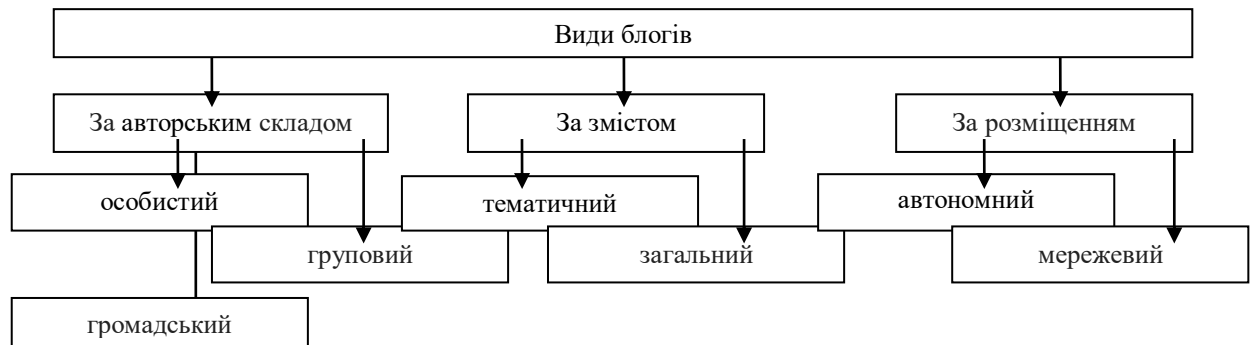 Види блогів
За авторським складом
За змістом
За розміщенням
особистий
тематичний
автономний
груповий
загальний
мережевий
громадський